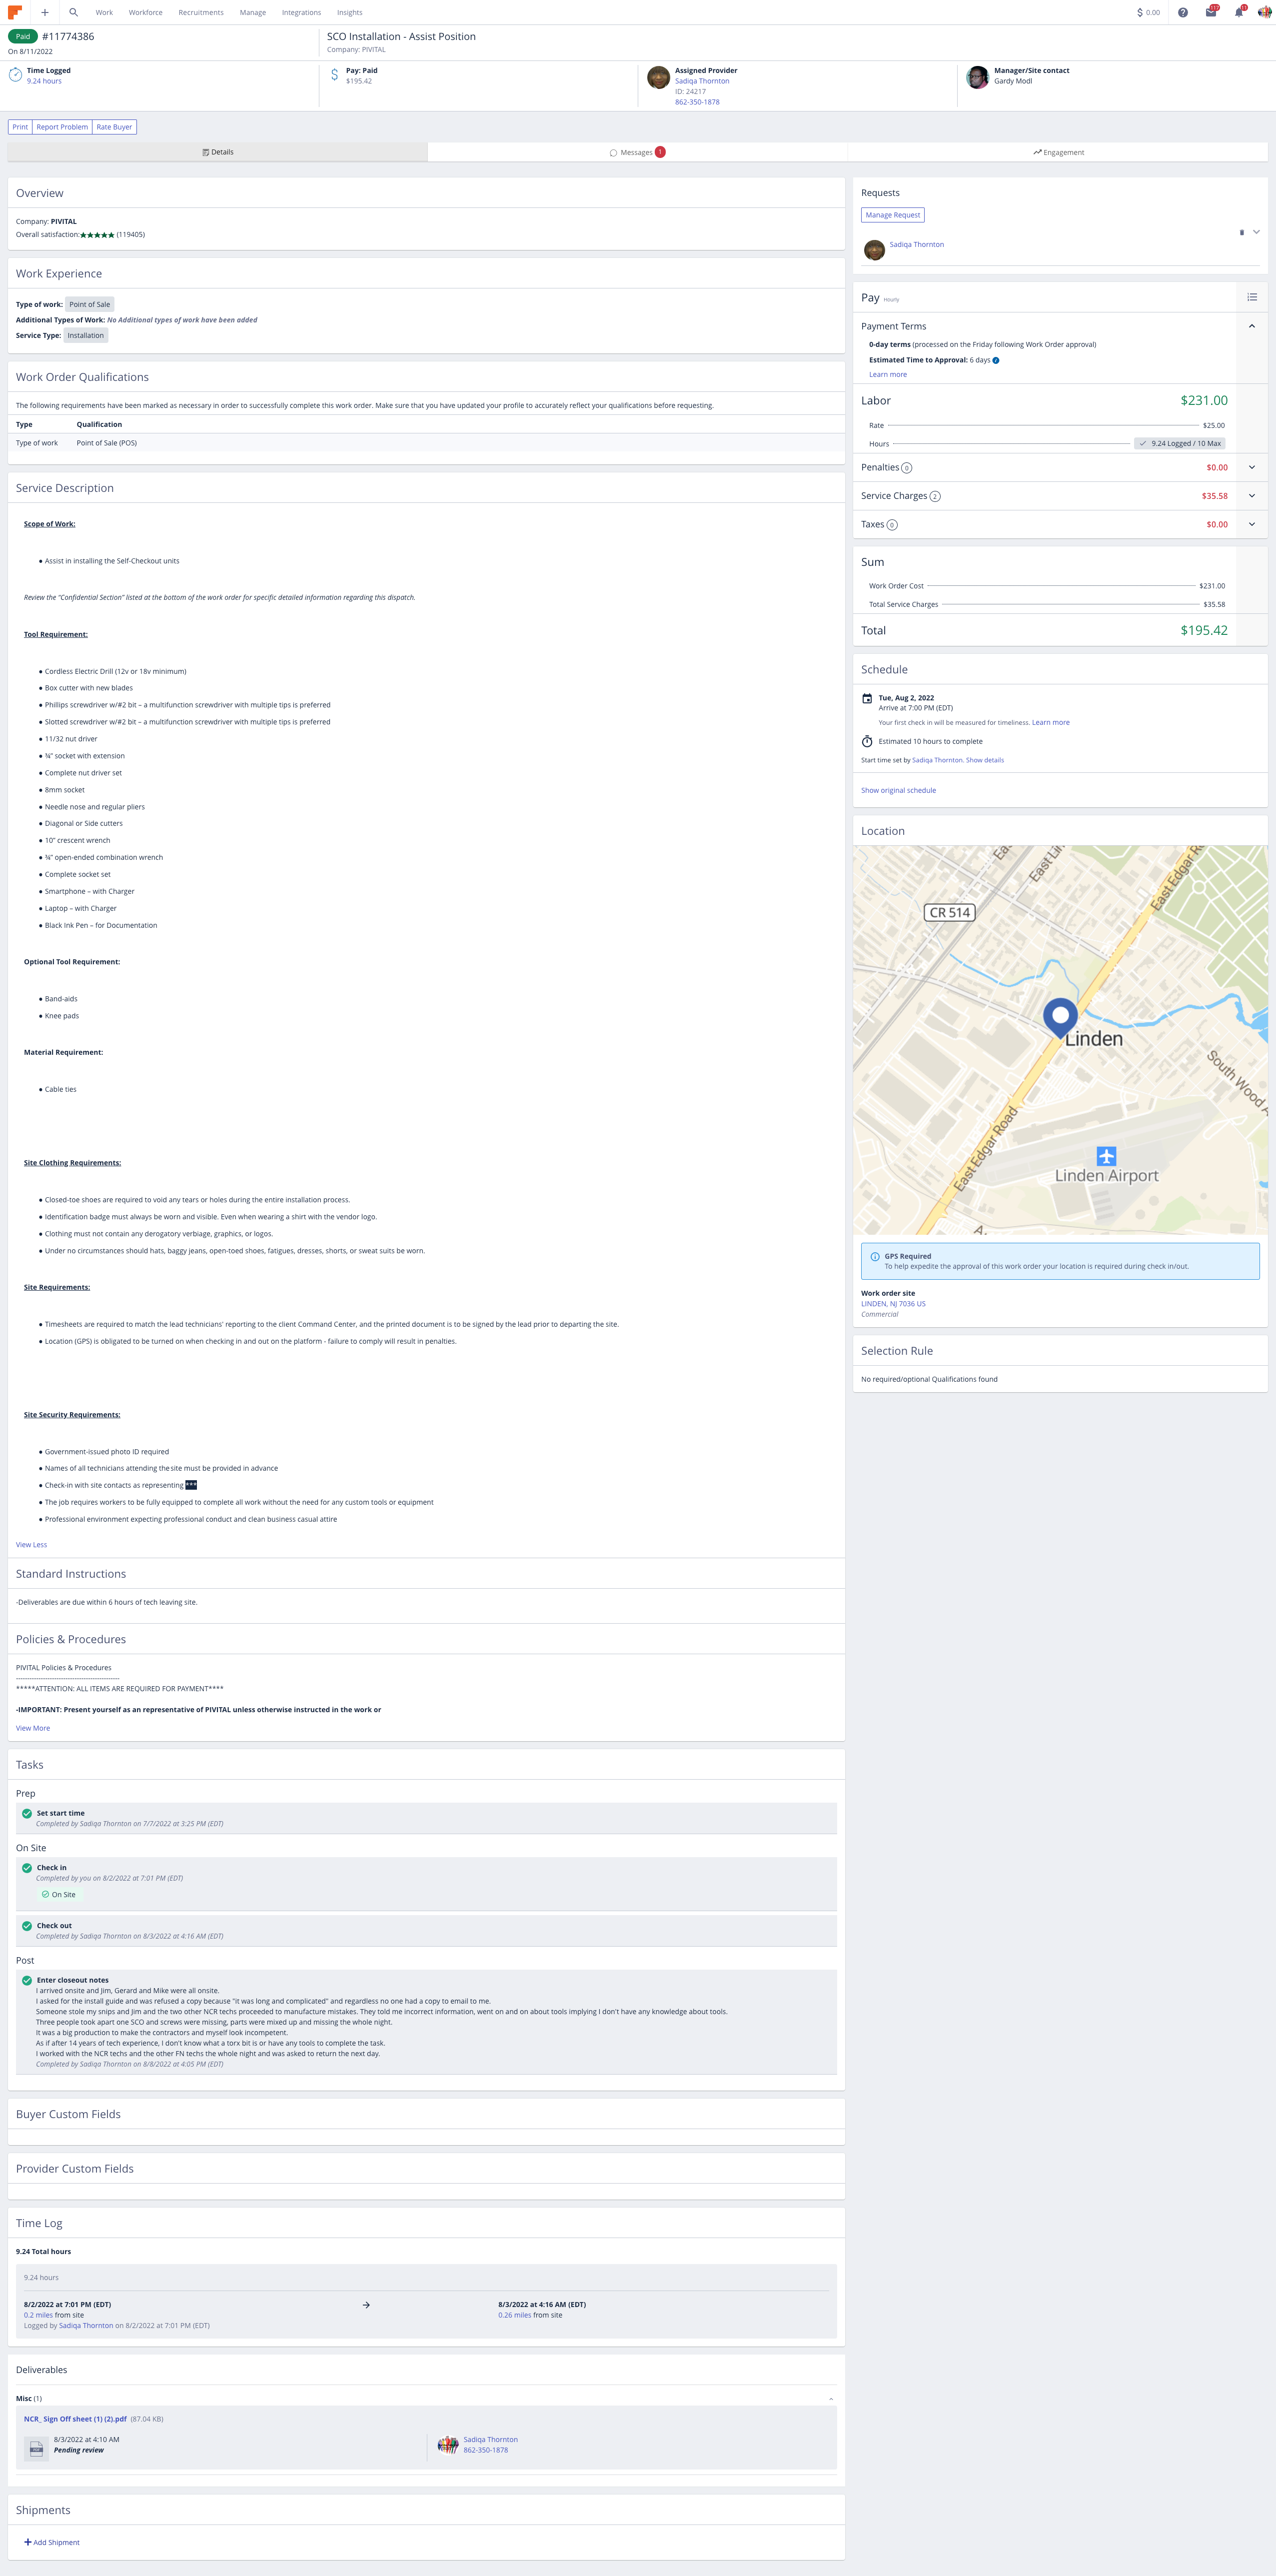 Work Workforce Recruitments Manage Integrations Insights
0.00
Paid #11774386
On 8/11/2022
SCO Installation - Assist Position
Company: PIVITAL
Time Logged
9.24 hours
Pay: Paid
$195.42
Assigned Provider
Sadiqa Thornton
ID: 24217
862-350-1878
Manager/Site contact
Gardy Modl
Print Report Problem Rate Buyer
Details
Messages 1
Engagement
Overview
Company: PIVITAL
Overall satisfaction:★★★★★ (119405)
Work Experience
Type of work: Point of Sale
Additional Types of Work: No Additional types of work have been added
Service Type: Installation
Work Order Qualifications
The following requirements have been marked as necessary in order to successfully complete this work order. Make sure that you have updated your profile to accurately reflect your qualifications before requesting.
Type Qualification
Type of work Point of Sale (POS)
Service Description
Scope of Work:
● Assist in installing the Self-Checkout units
Review the "Confidential Section" listed at the bottom of the work order for specific detailed information regarding this dispatch.
Tool Requirement:
● Cordless Electric Drill (12v or 18v minimum)
● Box cutter with new blades
● Phillips screwdriver w/#2 bit – a multifunction screwdriver with multiple tips is preferred
● Slotted screwdriver w/#2 bit – a multifunction screwdriver with multiple tips is preferred
● 11/32 nut driver
● ¾" socket with extension
● Complete nut driver set
● 8mm socket
● Needle nose and regular pliers
● Diagonal or Side cutters
● 10" crescent wrench
● ¾" open-ended combination wrench
● Complete socket set
● Smartphone – with Charger
● Laptop – with Charger
● Black Ink Pen – for Documentation
Optional Tool Requirement:
● Band-aids
● Knee pads
Material Requirement:
● Cable ties
Site Clothing Requirements:
● Closed-toe shoes are required to void any tears or holes during the entire installation process.
● Identification badge must always be worn and visible. Even when wearing a shirt with the vendor logo.
● Clothing must not contain any derogatory verbiage, graphics, or logos.
● Under no circumstances should hats, baggy jeans, open-toed shoes, fatigues, dresses, shorts, or sweat suits be worn.
Site Requirements:
● Timesheets are required to match the lead technicians' reporting to the client Command Center, and the printed document is to be signed by the lead prior to departing the site.
● Location (GPS) is obligated to be turned on when checking in and out on the platform - failure to comply will result in penalties.
Site Security Requirements:
● Government-issued photo ID required
● Names of all technicians attending the site must be provided in advance
● Check-in with site contacts as representing ***
● The job requires workers to be fully equipped to complete all work without the need for any custom tools or equipment
● Professional environment expecting professional conduct and clean business casual attire
View Less
Standard Instructions
-Deliverables are due within 6 hours of tech leaving site.
Policies & Procedures
PIVITAL Policies & Procedures
----------------------------------------------
*****ATTENTION: ALL ITEMS ARE REQUIRED FOR PAYMENT****
-IMPORTANT: Present yourself as an representative of PIVITAL unless otherwise instructed in the work or
View More
Tasks
Prep
Set start time
Completed by Sadiqa Thornton on 7/7/2022 at 3:25 PM (EDT)
On Site
Check in
Completed by you on 8/2/2022 at 7:01 PM (EDT)
On Site
Check out
Completed by Sadiqa Thornton on 8/3/2022 at 4:16 AM (EDT)
Post
Enter closeout notes
I arrived onsite and Jim, Gerard and Mike were all onsite.
I asked for the install guide and was refused a copy because "it was long and complicated" and regardless no one had a copy to email to me.
Someone stole my snips and Jim and the two other NCR techs proceeded to manufacture mistakes. They told me incorrect information, went on and on about tools implying I don't have any knowledge about tools.
Three people took apart one SCO and screws were missing, parts were mixed up and missing the whole night.
It was a big production to make the contractors and myself look incompetent.
As if after 14 years of tech experience, I don't know what a torx bit is or have any tools to complete the task.
I worked with the NCR techs and the other FN techs the whole night and was asked to return the next day.
Completed by Sadiqa Thornton on 8/8/2022 at 4:05 PM (EDT)
Buyer Custom Fields
Provider Custom Fields
Time Log
9.24 Total hours
9.24 hours
8/2/2022 at 7:01 PM (EDT)
0.2 miles from site
Logged by Sadiqa Thornton on 8/2/2022 at 7:01 PM (EDT)
8/3/2022 at 4:16 AM (EDT)
0.26 miles from site
Deliverables
Misc (1)
NCR_ Sign Off sheet (1) (2).pdf (87.04 KB)
8/3/2022 at 4:10 AM
Pending review
Sadiqa Thornton
862-350-1878
Shipments
Add Shipment
Requests
Manage Request
Sadiqa Thornton
Pay Hourly
Payment Terms
0-day terms (processed on the Friday following Work Order approval)
Estimated Time to Approval: 6 days
Learn more
Labor $231.00
Rate $25.00
Hours 9.24 Logged / 10 Max
Penalties 0 $0.00
Service Charges 2 $35.58
Taxes 0 $0.00
Sum
Work Order Cost $231.00
Total Service Charges $35.58
Total $195.42
Schedule
Tue, Aug 2, 2022
Arrive at 7:00 PM (EDT)
Your first check in will be measured for timeliness. Learn more
Estimated 10 hours to complete
Start time set by Sadiqa Thornton. Show details
Show original schedule
Location
CR 514
East Edgar Road
Linden
South Wood A
Linden Airport
East Edgar Road
GPS Required
To help expedite the approval of this work order your location is required during check in/out.
Work order site
LINDEN, NJ 7036 US
Commercial
Selection Rule
No required/optional Qualifications found